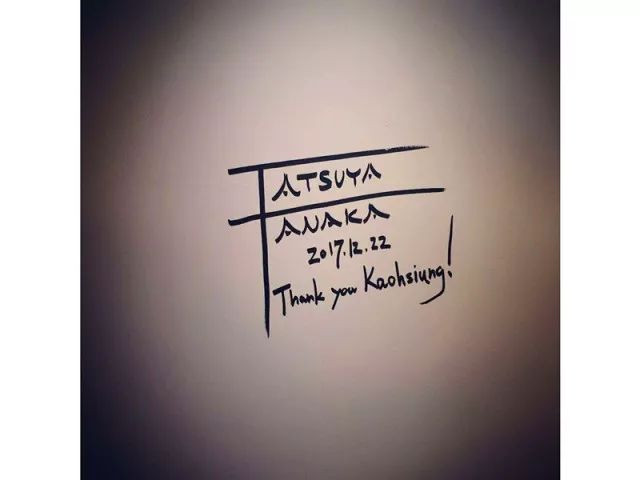 TATSUYA
TANAKA
2017.12.22
Thank you Kaohsiung!